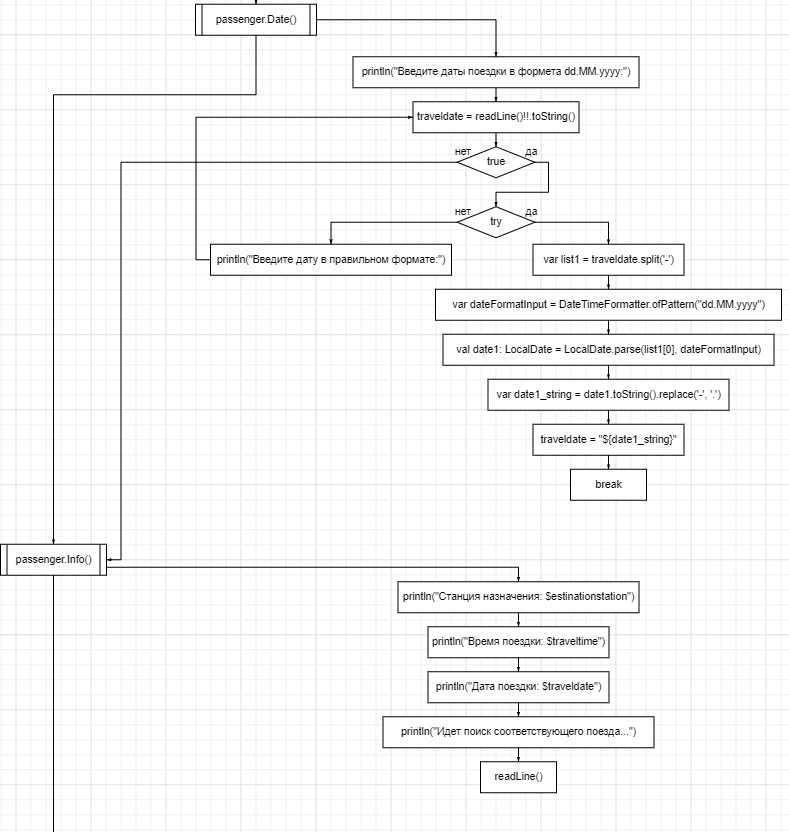 passenger.Date()
println("Введите даты поездки в формета dd.MM.yyyy:")
traveldate = readLine()!!.toString()
нет
true
да
нет
try
да
println("Введите дату в правильном формате:")
var list1 = traveldate.split('-')
var dateFormatInput = DateTimeFormatter.ofPattern("dd.MM.yyyy")
val date1: LocalDate = LocalDate.parse(list1[0], dateFormatInput)
var date1_string = date1.toString().replace('-', '.')
traveldate = "${date1_string}"
break
passenger.Info()
println("Станция назначения: $estinationstation")
println("Время поездки: $traveltime")
println("Дата поездки: $traveldate")
println("Идет поиск соответствующего поезда...")
readLine()